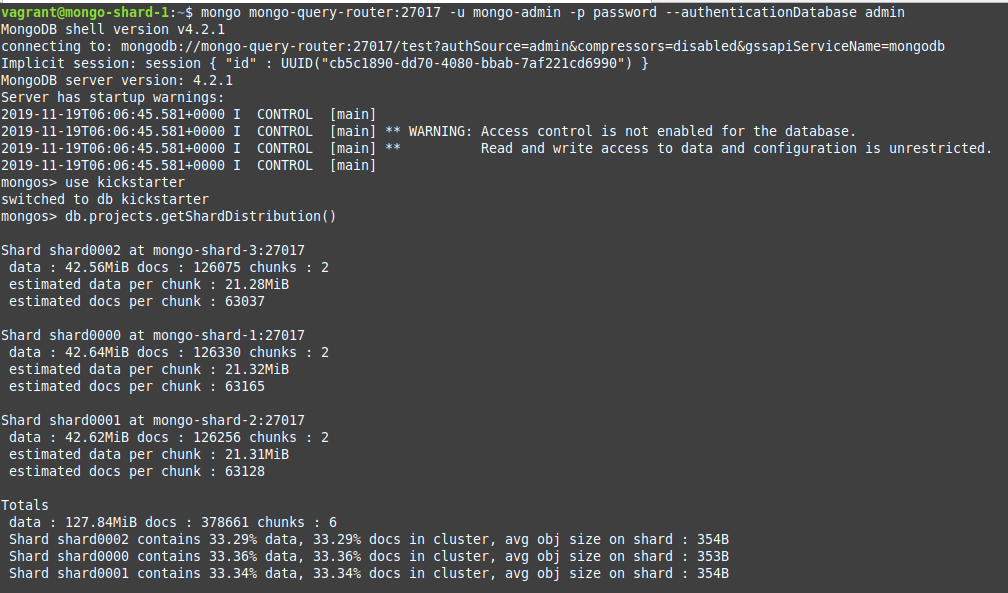 vagrant@mongo-shard-1:~$ mongo mongo-query-router:27017 -u mongo-admin -p password --authenticationDatabase admin
MongoDB shell version v4.2.1
connecting to: mongodb://mongo-query-router:27017/test?authSource=admin&compressors=disabled&gssapiServiceName=mongodb
Implicit session: session { "id" : UUID("cb5c1890-dd70-4080-bbab-7af221cd6990") }
MongoDB server version: 4.2.1
Server has startup warnings:
2019-11-19T06:06:45.581+0000 I  CONTROL  [main]
2019-11-19T06:06:45.581+0000 I  CONTROL  [main] ** WARNING: Access control is not enabled for the database.
2019-11-19T06:06:45.581+0000 I  CONTROL  [main] **          Read and write access to data and configuration is unrestricted.
2019-11-19T06:06:45.581+0000 I  CONTROL  [main]
mongos> use kickstarter
switched to db kickstarter
mongos> db.projects.getShardDistribution()

Shard shard0002 at mongo-shard-3:27017
 data : 42.56MiB docs : 126075 chunks : 2
 estimated data per chunk : 21.28MiB
 estimated docs per chunk : 63037

Shard shard0000 at mongo-shard-1:27017
 data : 42.64MiB docs : 126330 chunks : 2
 estimated data per chunk : 21.32MiB
 estimated docs per chunk : 63165

Shard shard0001 at mongo-shard-2:27017
 data : 42.62MiB docs : 126256 chunks : 2
 estimated data per chunk : 21.31MiB
 estimated docs per chunk : 63128

Totals
 data : 127.84MiB docs : 378661 chunks : 6
 Shard shard0002 contains 33.29% data, 33.29% docs in cluster, avg obj size on shard : 354B
 Shard shard0000 contains 33.36% data, 33.36% docs in cluster, avg obj size on shard : 353B
 Shard shard0001 contains 33.34% data, 33.34% docs in cluster, avg obj size on shard : 354B